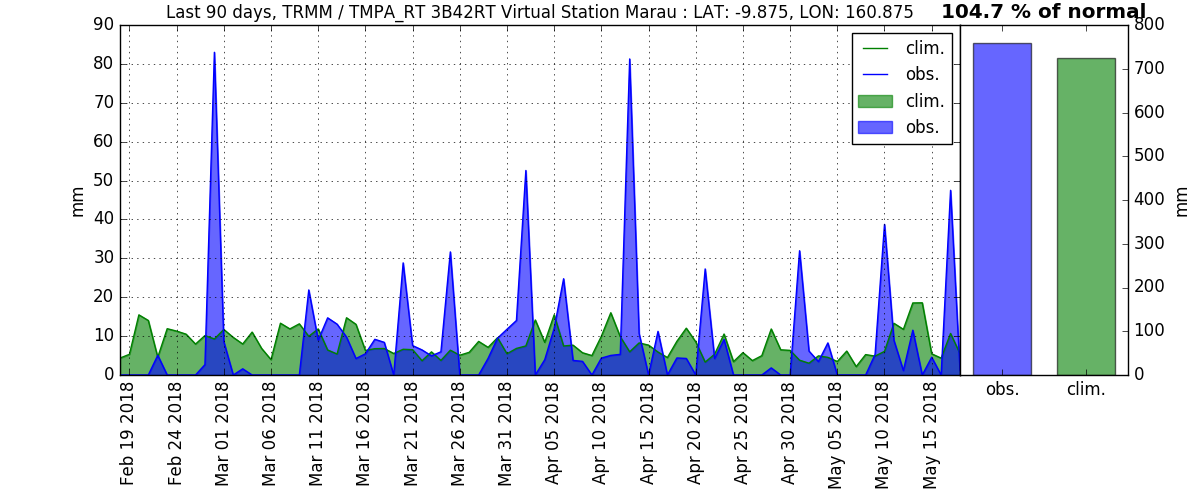 Last 90 days, TRMM / TMPA_RT 3B42RT Virtual Station Marau : LAT: -9.875, LON: 160.875
104.7 % of normal
90
80
70
60
50
40
30
20
10
0
mm
clim.
obs.
clim.
obs.
800
700
600
500
400
300
200
100
0
mm
obs.
clim.
Feb 19 2018
Feb 24 2018
Mar 01 2018
Mar 06 2018
Mar 11 2018
Mar 16 2018
Mar 21 2018
Mar 26 2018
Mar 31 2018
Apr 05 2018
Apr 10 2018
Apr 15 2018
Apr 20 2018
Apr 25 2018
Apr 30 2018
May 05 2018
May 10 2018
May 15 2018